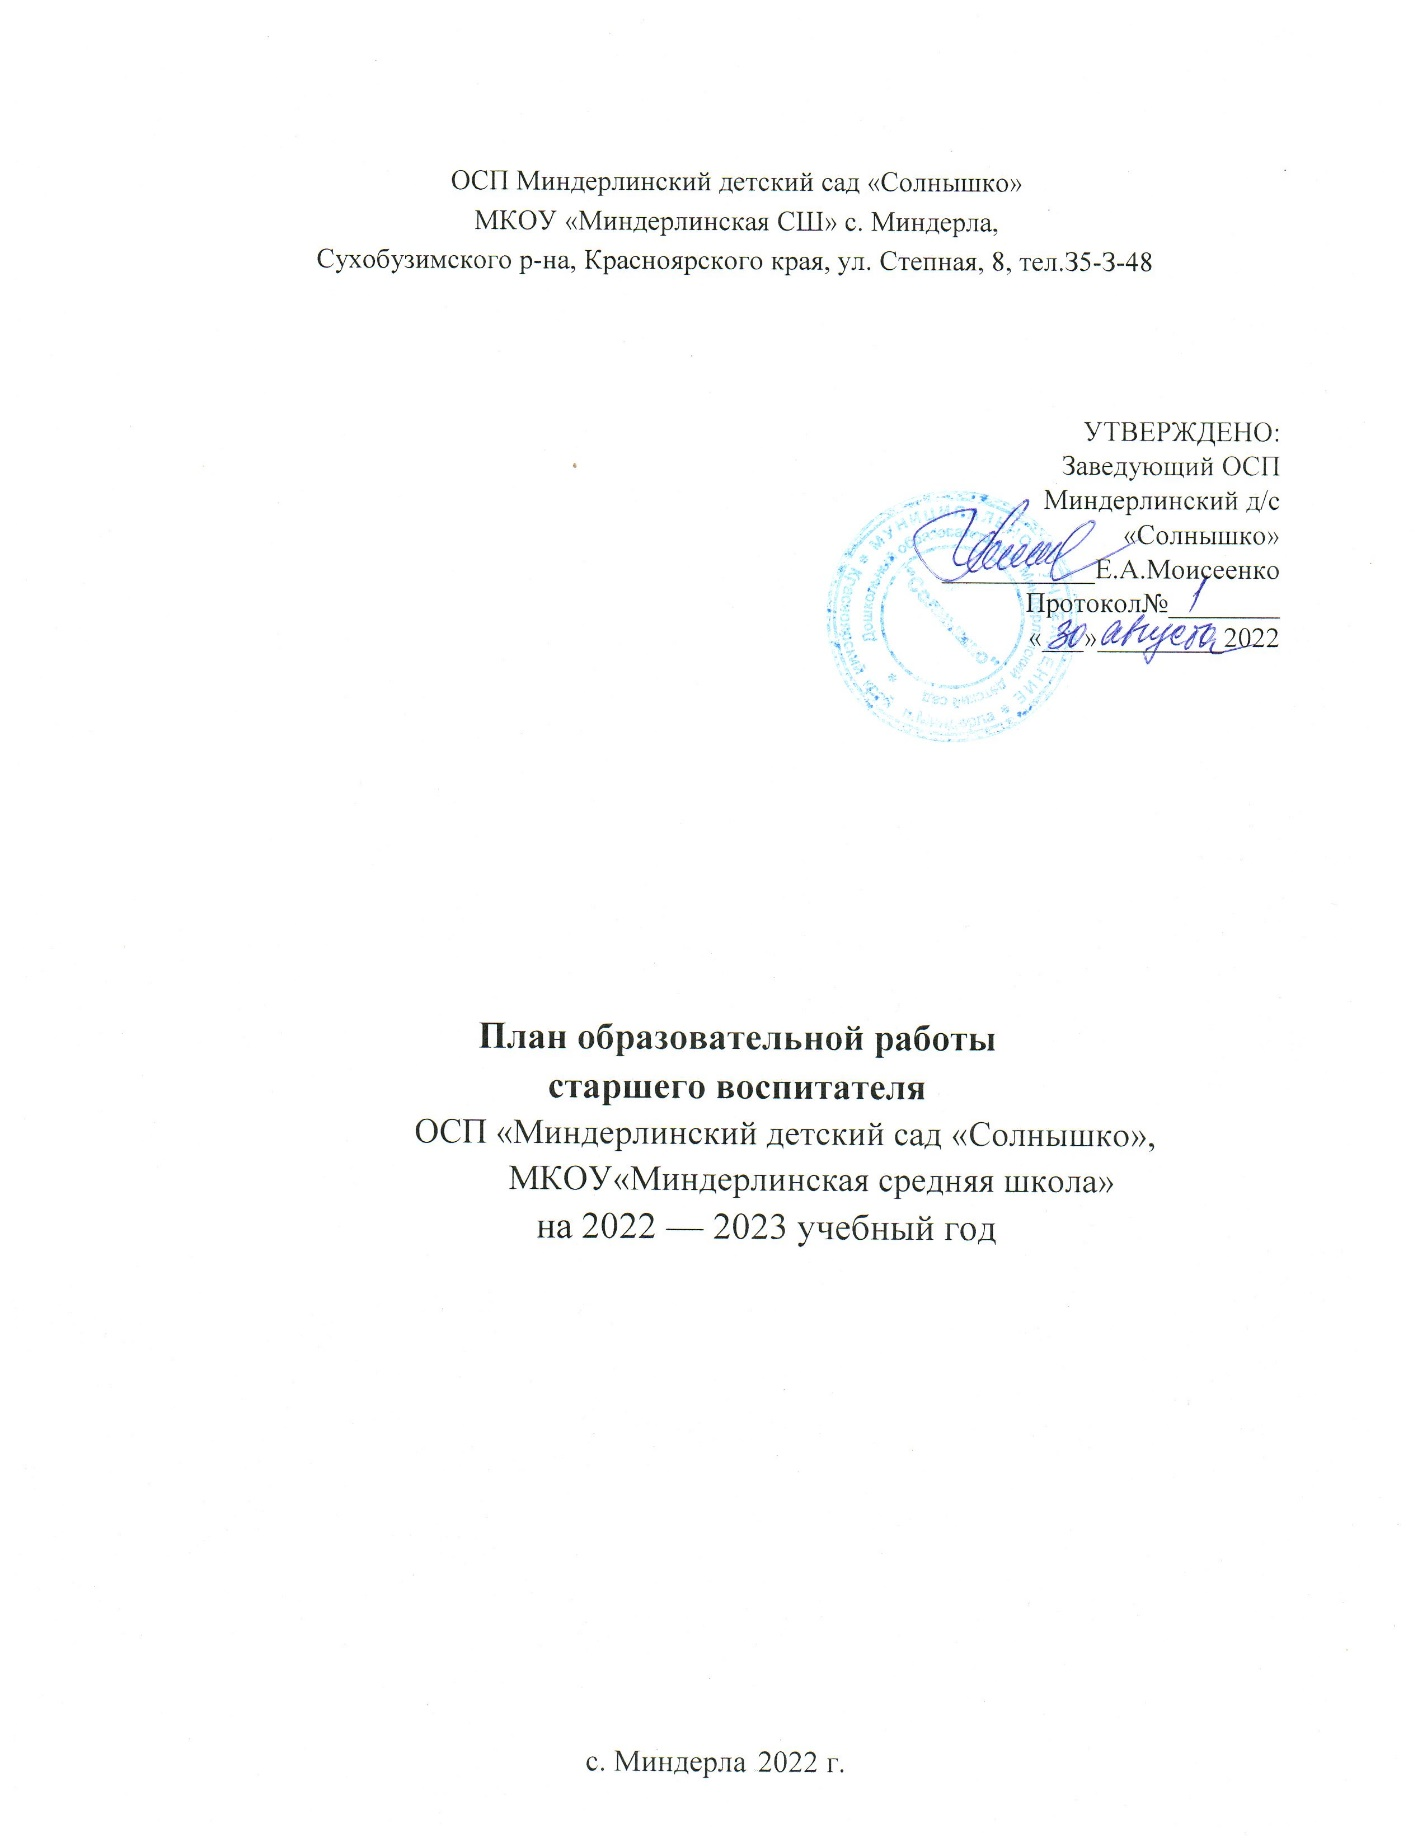 ОСП Миндерлинский детский сад «Солнышко»
МКОУ «Миндерлинская СШ» с. Миндерла,
Сухобузимского р-на, Красноярского края, ул. Степная, 8, тел.35-3-48
УТВЕРЖДЕНО:
Заведующий ОСП
Миндерлинский д/с
«Солнышко»
___________Е.А.Моисеенко
Протокол№ 1
« 30 » августа 2022
План образовательной работы
старшего воспитателя
ОСП «Миндерлинский детский сад «Солнышко»,
МКОУ«Миндерлинская средняя школа»
на 2022 — 2023 учебный год
с. Миндерла 2022 г.